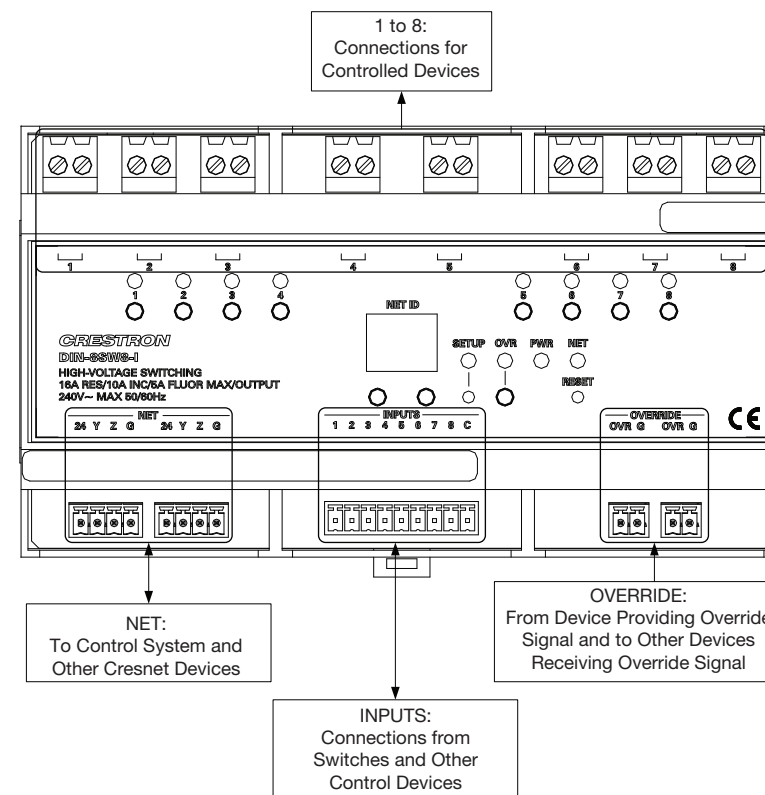 1 to 8:
Connections for
Controlled Devices
1 2 3 4 5 6 7 8
1 2 3 4 5 6 7 8
NET ID
CRESTRON
DIN-8SW8-I
HIGH-VOLTAGE SWITCHING
16A RES/10A INC/5A FLUOR MAX/OUTPUT
240V~ MAX 50/60Hz
SETUP OVR PWR NET
RESET
NET
24 Y Z G 24 Y Z G
INPUTS
1 2 3 4 5 6 7 8 C
OVERRIDE
OVR G OVR G
CE
NET:
To Control System and
Other Cresnet Devices
INPUTS:
Connections from
Switches and Other
Control Devices
OVERRIDE:
From Device Providing Override
Signal and to Other Devices
Receiving Override Signal